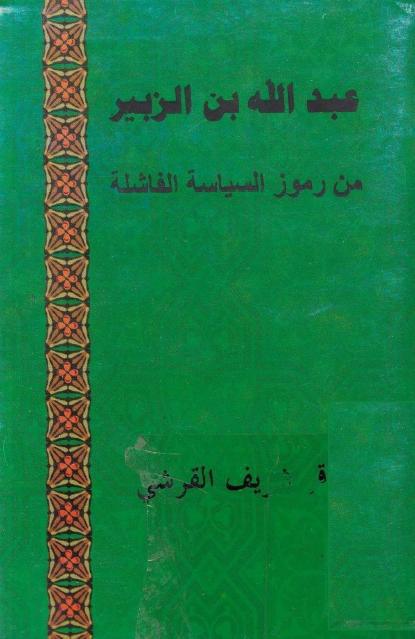 عبد الله بن الزبير
من رموز السياسة الفاشلة
القرشي